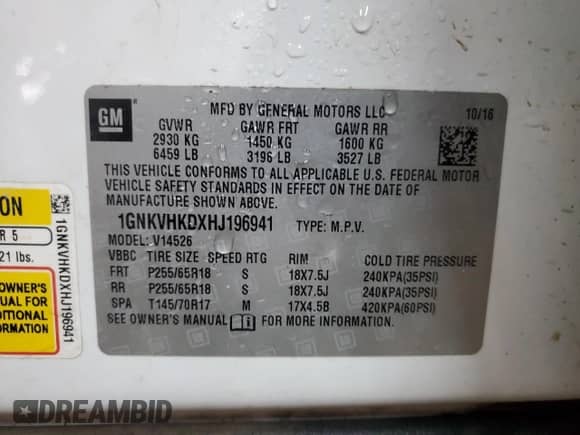 GM
MFD BY GENERAL MOTORS LLC
10/16
GVWR GAWR FRT GAWR RR
2930 KG 1450 KG 1600 KG
6459 LB 3196 LB 3527 LB
THIS VEHICLE CONFORMS TO ALL APPLICABLE U.S. FEDERAL MOTOR
VEHICLE SAFETY STANDARDS IN EFFECT ON THE DATE OF
MANUFACTURE SHOWN ABOVE.
1GNKVHKDXHJ196941 TYPE: M.P.V.
MODEL: V14526
VBBC TIRE SIZE SPEED RTG RIM COLD TIRE PRESSURE
FRT P255/65R18 S 18X7.5J 240KPA(35PSI)
RR P255/65R18 S 18X7.5J 240KPA(35PSI)
SPA T145/70R17 M 17X4.5B 420KPA(60PSI)
SEE OWNER'S MANUAL FOR MORE INFORMATION.
ON
R 5
21 lbs.
OWNER'S
UAL FOR
DITIONAL
RMATION
1GNKVHKDXHJ196941
DREAMBID